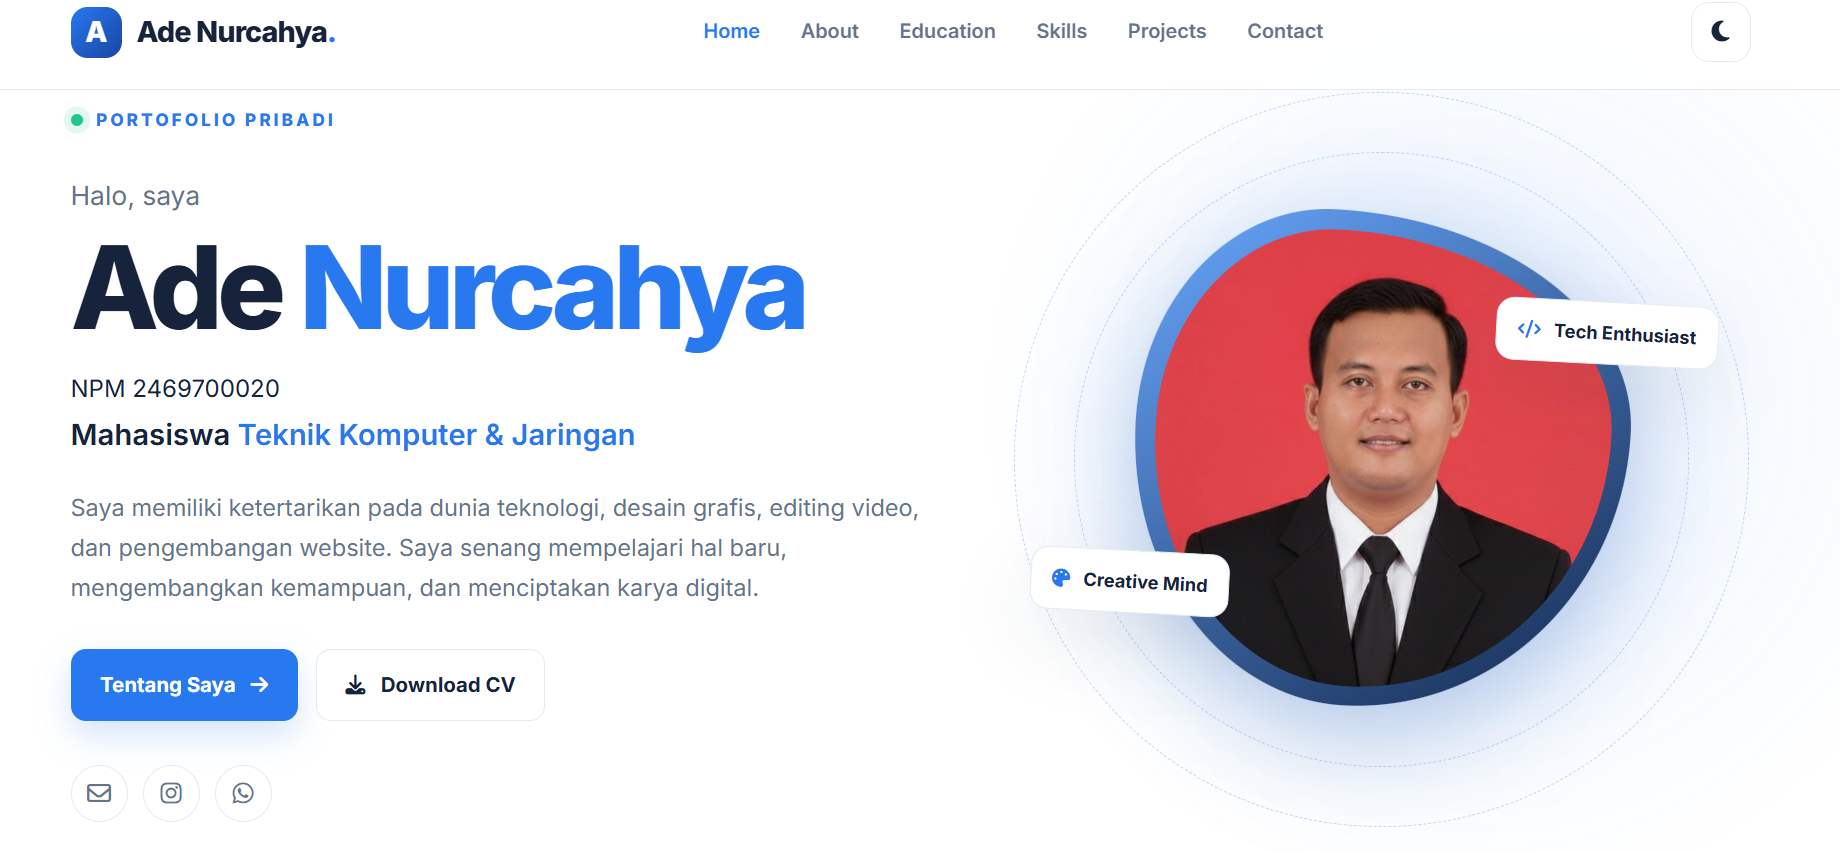 A Ade Nurcahya.
Home About Education Skills Projects Contact
PORTOFOLIO PRIBADI
Halo, saya
Ade Nurcahya
NPM 2469700020
Mahasiswa Teknik Komputer & Jaringan
Saya memiliki ketertarikan pada dunia teknologi, desain grafis, editing video,
dan pengembangan website. Saya senang mempelajari hal baru,
mengembangkan kemampuan, dan menciptakan karya digital.
Tentang Saya
Download CV
</> Tech Enthusiast
Creative Mind